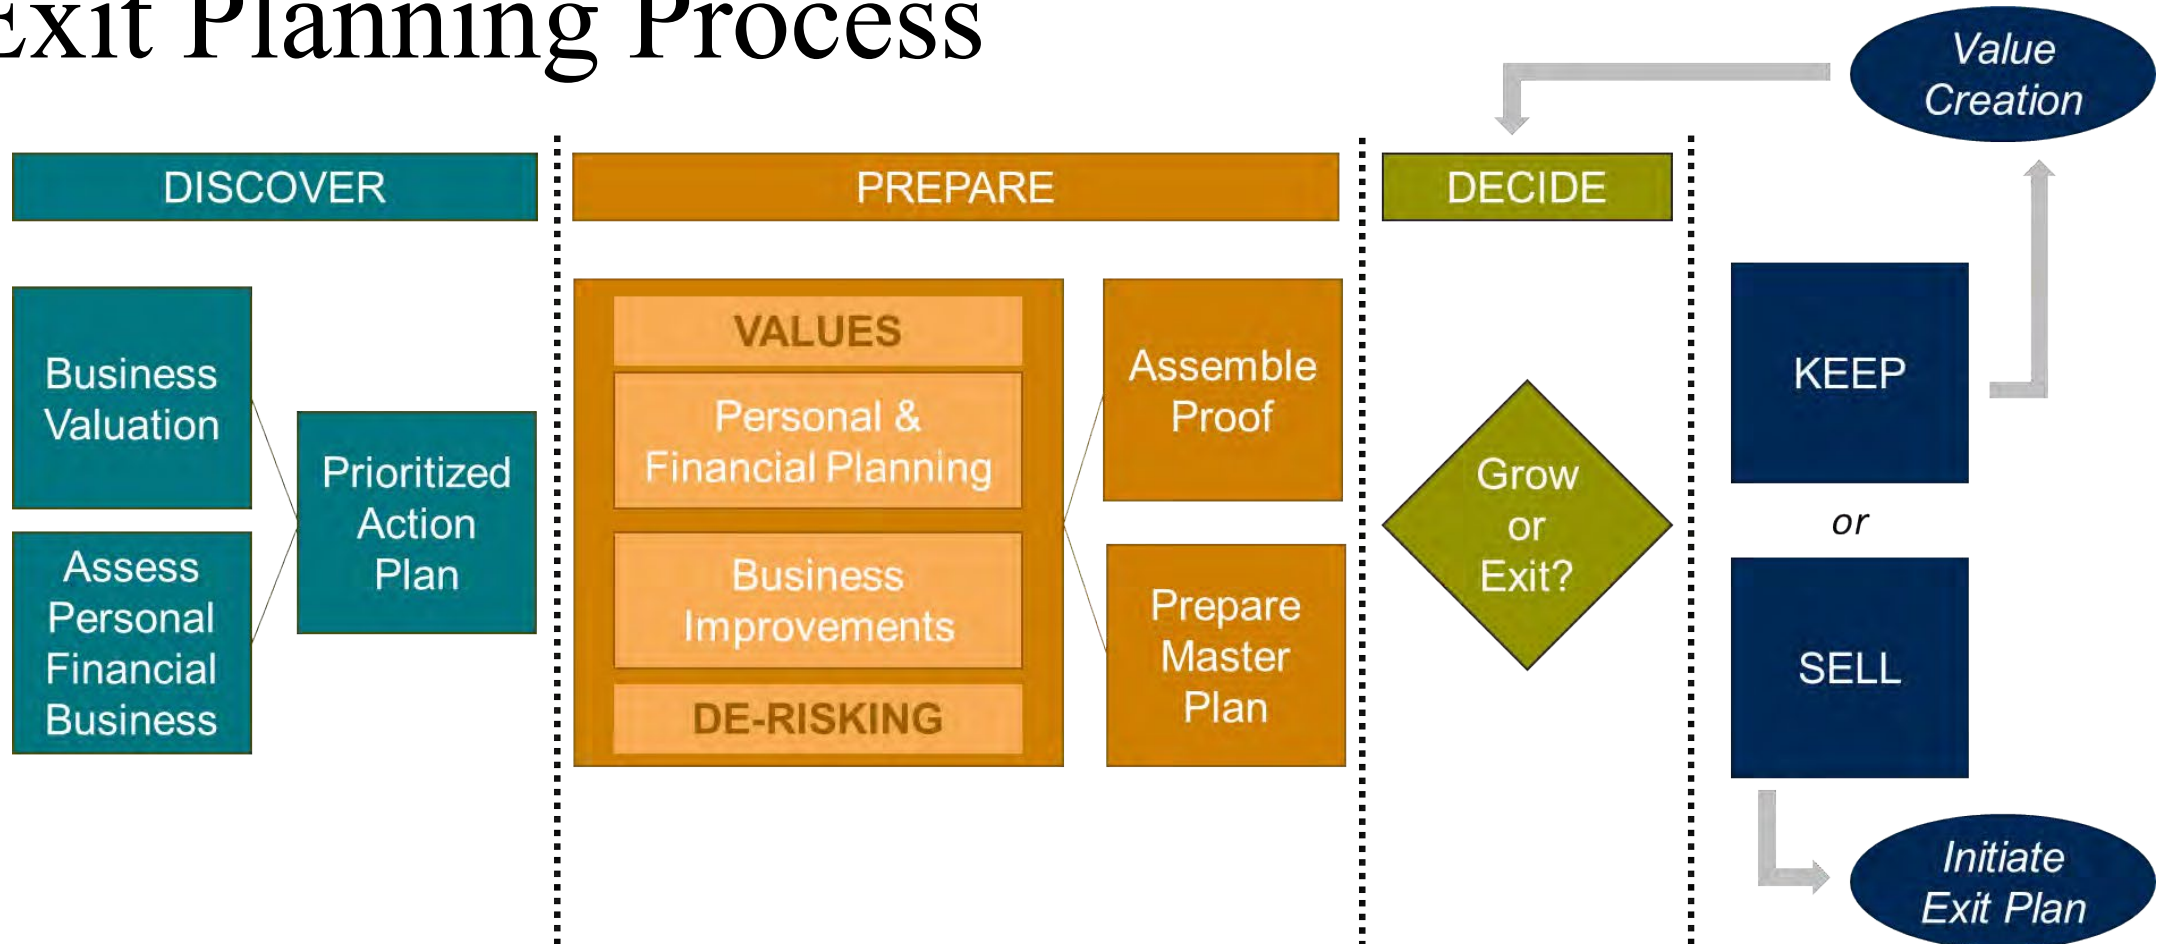 Exit Planning Process
Value
Creation
DISCOVER
PREPARE
DECIDE
Business
Valuation
Assess
Personal
Financial
Business
Prioritized
Action
Plan
VALUES
Personal &
Financial Planning
Business
Improvements
DE-RISKING
Assemble
Proof
Prepare
Master
Plan
Grow
or
Exit?
KEEP
or
SELL
Initiate
Exit Plan